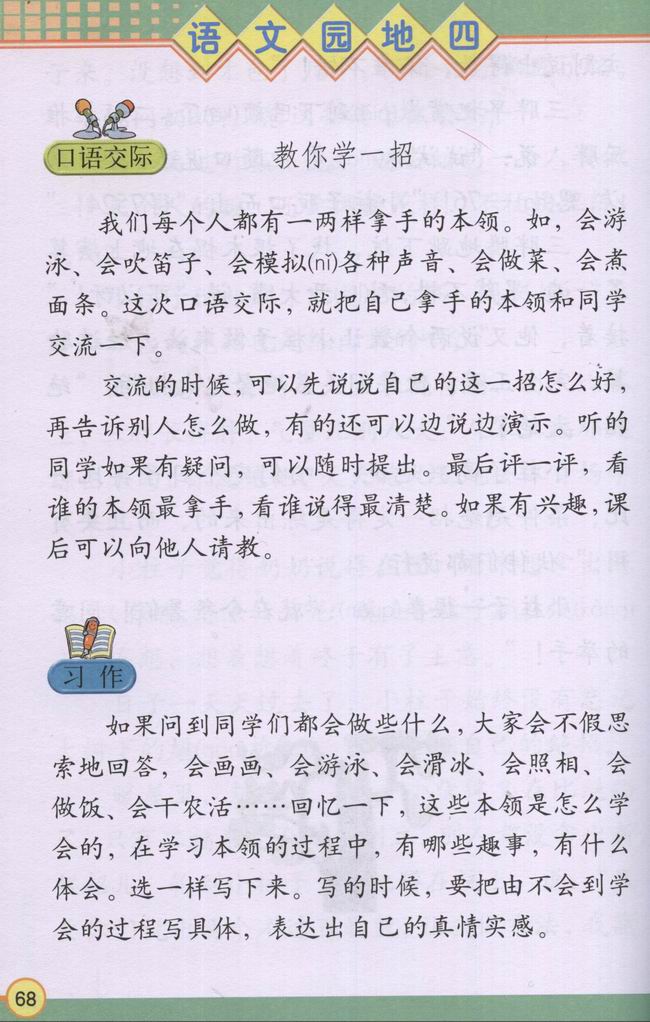 语文园地四
口语交际 教你学一招
我们每个人都有一两样拿手的本领。如，会游
泳、会吹笛子、会模拟(nǐ)各种声音、会做菜、会煮
面条。这次口语交际，就把自己拿手的本领和同学
交流一下。
交流的时候，可以先说说自己的这一招怎么好，
再告诉别人怎么做，有的还可以边说边演示。听的
同学如果有疑问，可以随时提出。最后评一评，看
谁的本领最拿手，看谁说得最清楚。如果有兴趣，课
后可以向他人请教。
习作
如果问到同学们都会做些什么，大家会不假思
索地回答，会画画、会游泳、会滑冰、会照相、会
做饭、会干农活……回忆一下，这些本领是怎么学
会的，在学习本领的过程中，有哪些趣事，有什么
体会。选一样写下来。写的时候，要把由不会到学
会的过程写具体，表达出自己的真情实感。
68